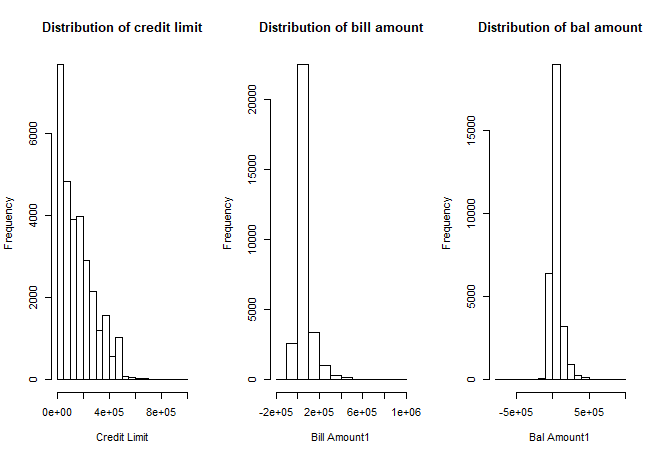 Distribution of credit limit
Frequency
0
2000
4000
6000
0e+00 4e+05 8e+05
Credit Limit
Distribution of bill amount
Frequency
0
5000
10000
15000
20000
-2e+05 2e+05 6e+05 1e+06
Bill Amount1
Distribution of bal amount
Frequency
0
5000
15000
-5e+05 5e+05
Bal Amount1